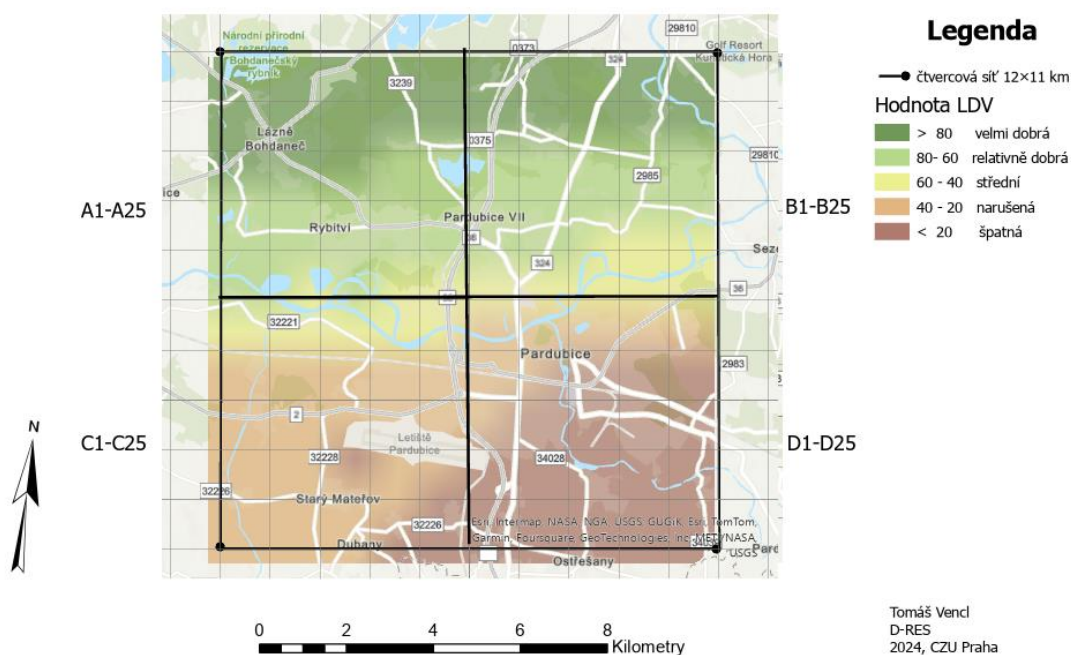 Národní přírodní
rezervace
Bohdanečský
rybník
3239
0373
324
29810
Golf Resort
Kunětická Hora
Lázně
Bohdaneč
0375
29810
2985
ice
Rybitví
Pardubice VII
36
324
Seze
36
32221
Pardubice
2983
2
Letiště
Pardubice
32228
34028
32226
Starý Mateřov
32226
Dubany
Esri, Intermap, NASA, NGA, USGS, GUGiK, Esri, TomTom,
Garmin, Foursquare, GeoTechnologies, Inc, METI/NASA,
USGS
Pard
Ostřešany
A1-A25
B1-B25
C1-C25
D1-D25
N
Legenda
čtvercová síť 12×11 km
Hodnota LDV
> 80 velmi dobrá
80- 60 relativně dobrá
60 - 40 střední
40 - 20 narušená
< 20 špatná
0 2 4 6 8
Kilometry
Tomáš Vencl
D-RES
2024, CZU Praha